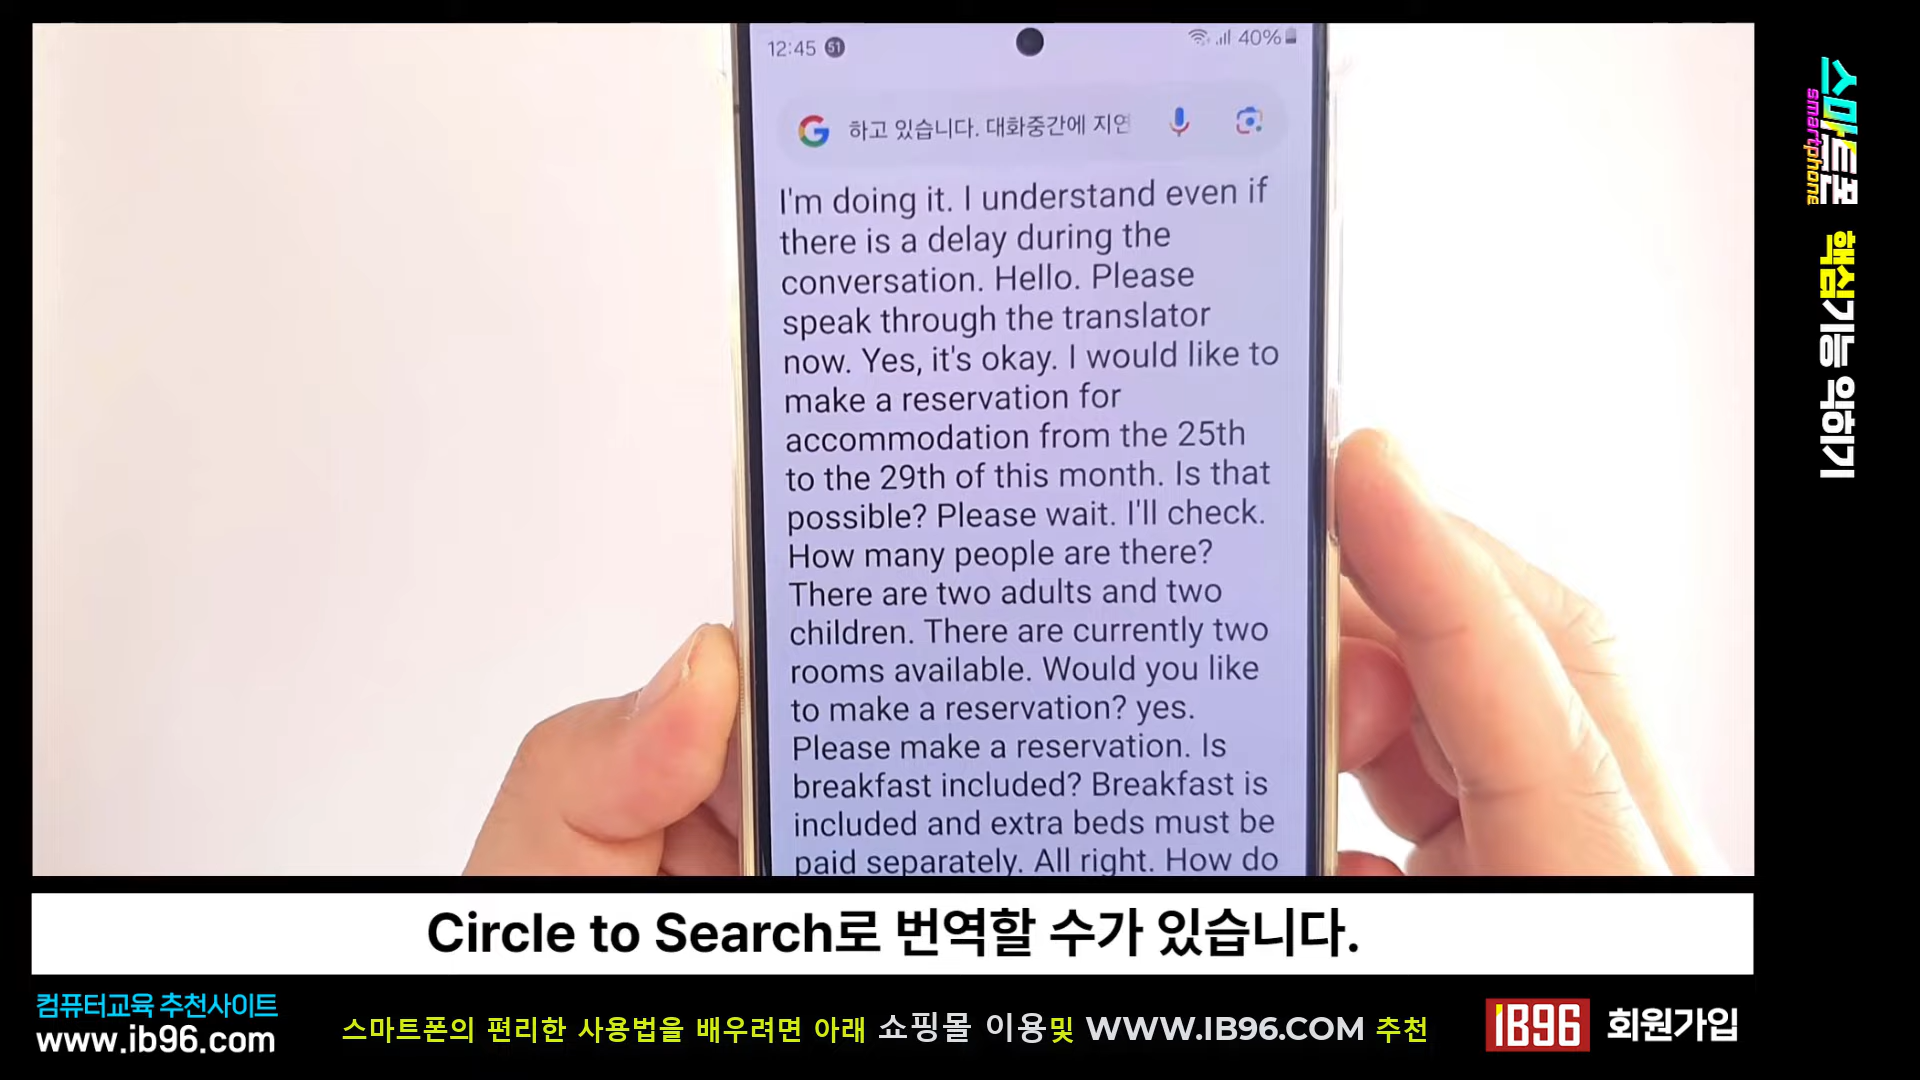 12:45 51 40%
G 하고 있습니다. 대화중간에 지연
I'm doing it. I understand even if
there is a delay during the
conversation. Hello. Please
speak through the translator
now. Yes, it's okay. I would like to
make a reservation for
accommodation from the 25th
to the 29th of this month. Is that
possible? Please wait. I'll check.
How many people are there?
There are two adults and two
children. There are currently two
rooms available. Would you like
to make a reservation? yes.
Please make a reservation. Is
breakfast included? Breakfast is
included and extra beds must be
paid separately. All right. How do
스마트폰 핵심기능 익히기
smartphone
Circle to Search로 번역할 수가 있습니다.
컴퓨터교육 추천사이트
www.ib96.com
스마트폰의 편리한 사용법을 배우려면 아래 쇼핑몰 이용및 WWW.IB96.COM 추천
IB96 회원가입